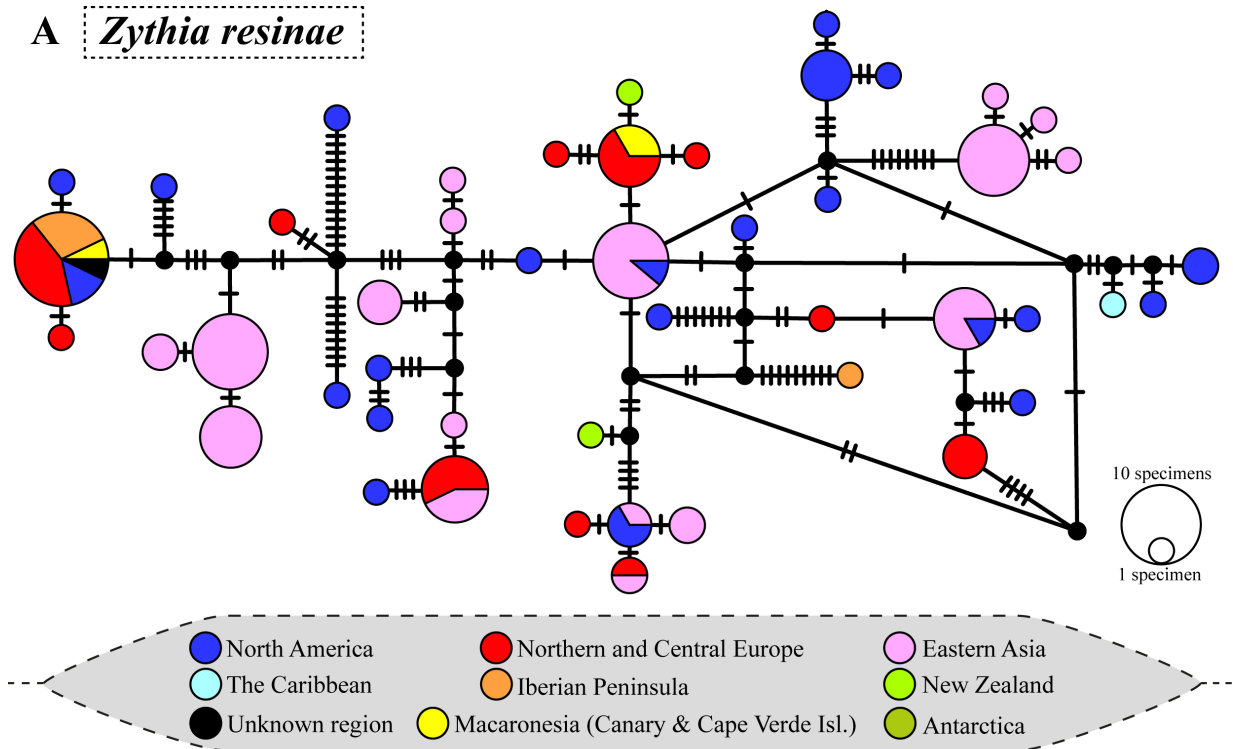 A Zythia resinae
10 specimens
1 specimen
North America
Northern and Central Europe
Eastern Asia
The Caribbean
Iberian Peninsula
New Zealand
Unknown region
Macaronesia (Canary & Cape Verde Isl.)
Antarctica